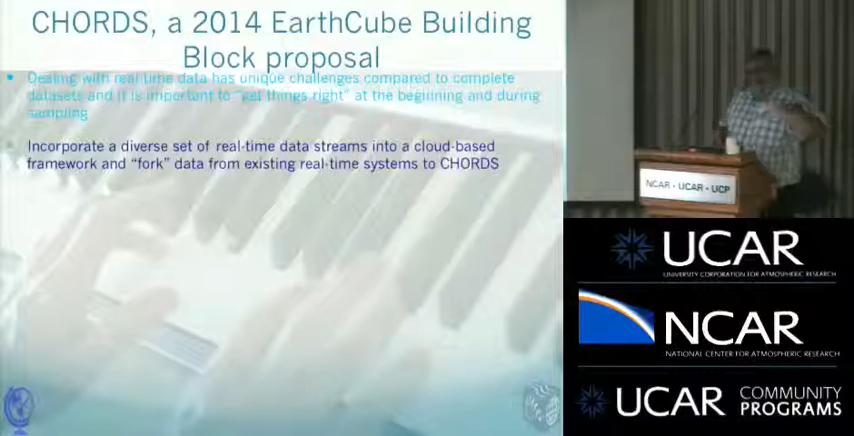 CHORDS, a 2014 EarthCube Building
Block proposal
Dealing with real-time data has unique challenges compared to complete
datasets and it is important to "get things right" at the beginning and during
sampling
Incorporate a diverse set of real-time data streams into a cloud-based
framework and "fork" data from existing real-time systems to CHORDS
NCAR - UCAR - UCP
UCAR
UNIVERSITY CORPORATION FOR ATMOSPHERIC RESEARCH
NCAR
NATIONAL CENTER FOR ATMOSPHERIC RESEARCH
UCAR COMMUNITY
PROGRAMS